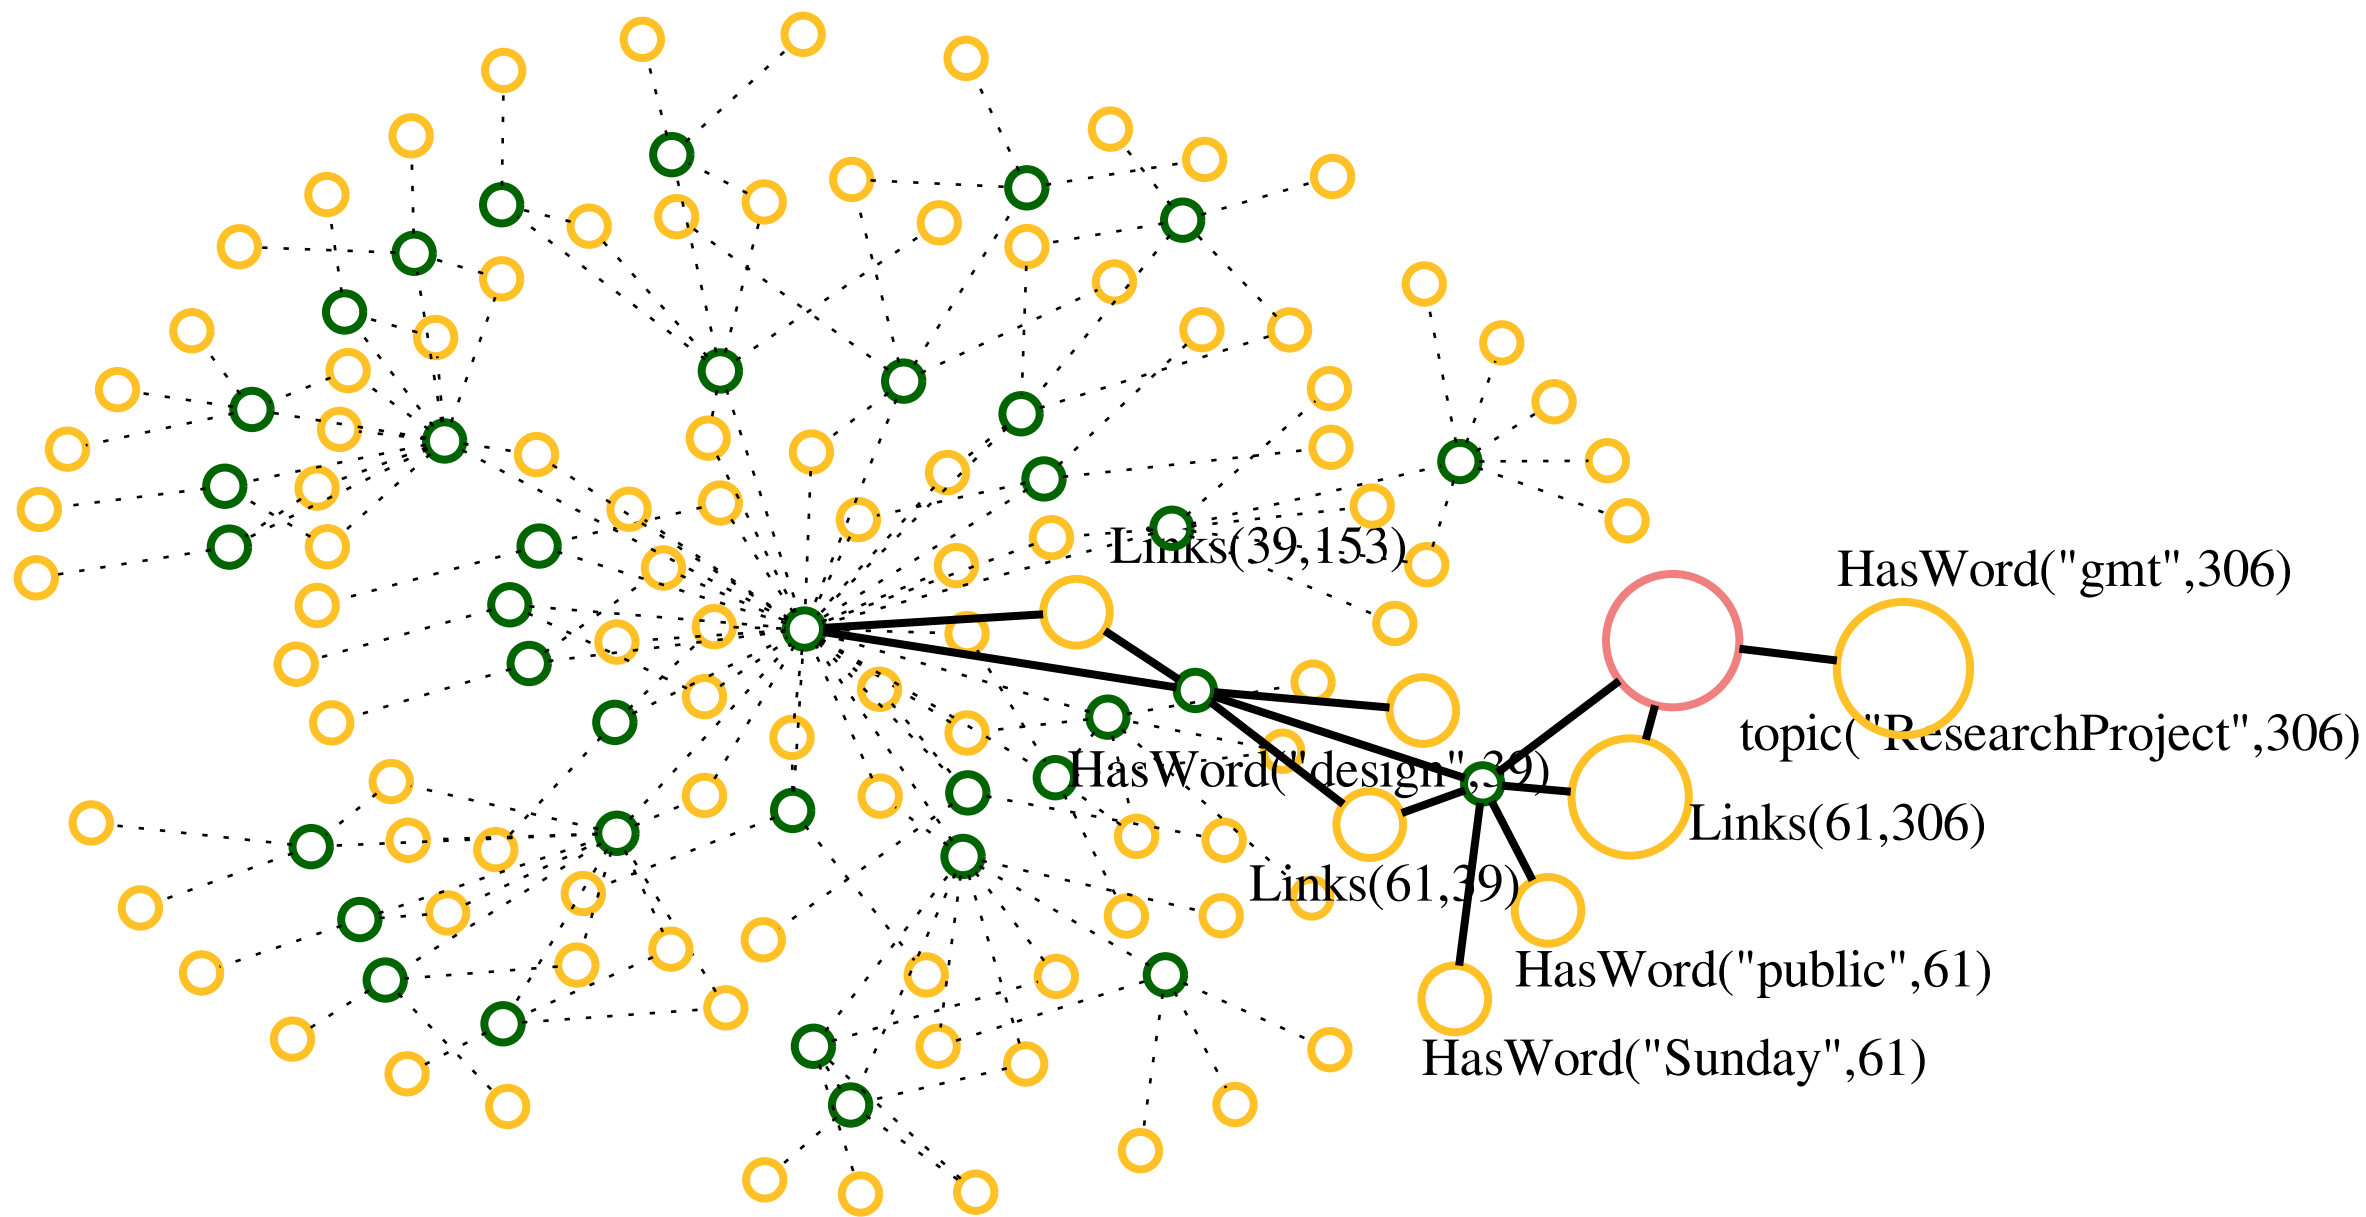 Links(39,153)
HasWord("gmt",306)
topic("ResearchProject",306)
HasWord("design",39)
Links(61,306)
Links(61,39)
HasWord("public",61)
HasWord("Sunday",61)